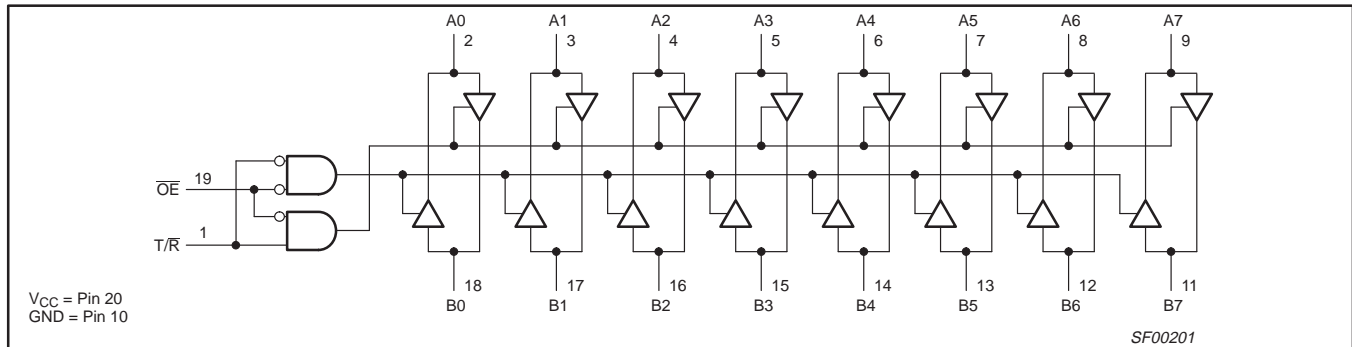 A0 A1 A2 A3 A4 A5 A6 A7
2 3 4 5 6 7 8 9
OE 19
T/R 1
18 17 16 15 14 13 12 11
B0 B1 B2 B3 B4 B5 B6 B7
VCC = Pin 20
GND = Pin 10
SF00201